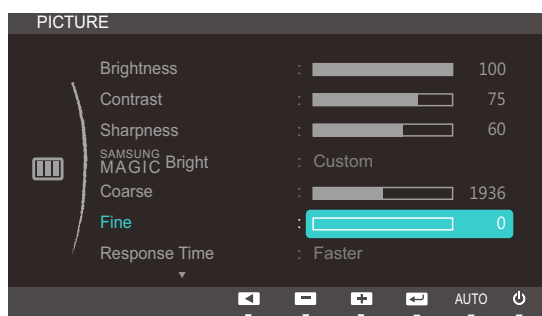 PICTURE
Brightness : 100
Contrast : 75
Sharpness : 60
SAMSUNG MAGIC Bright : Custom
Coarse : 1936
Fine : 0
Response Time : Faster
AUTO